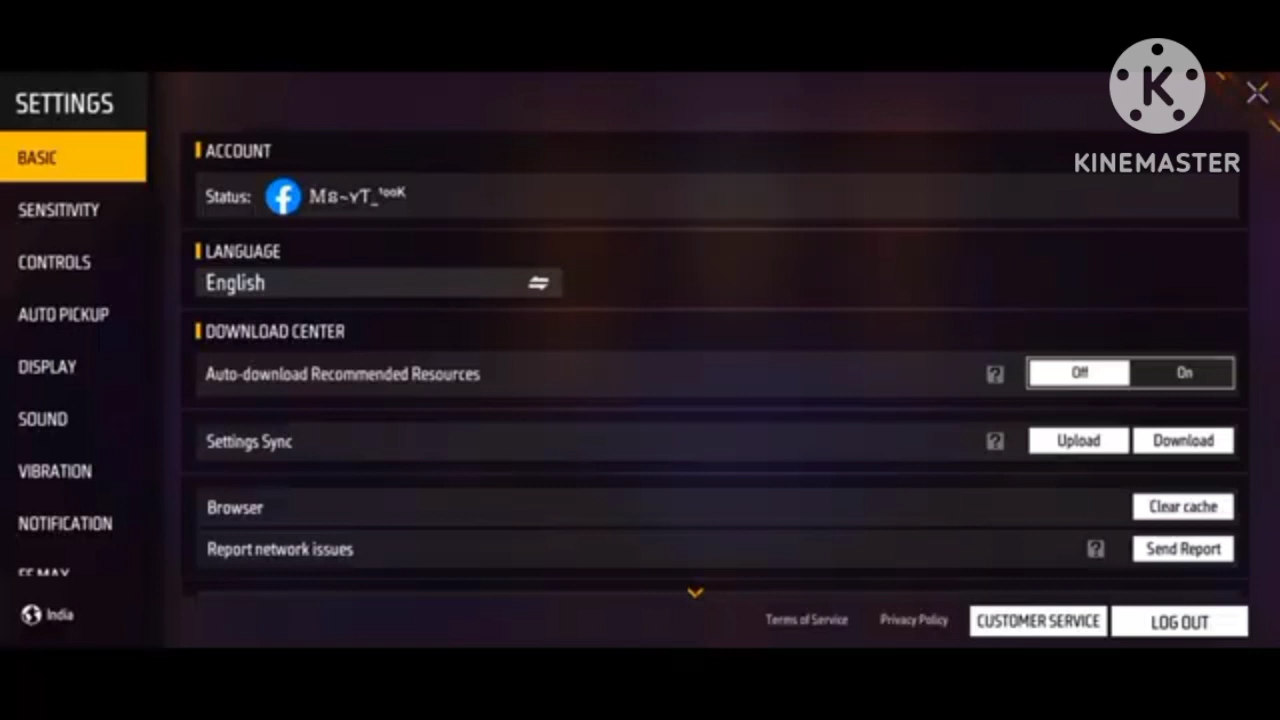 SETTINGS
K
KINEMASTER
BASIC
SENSITIVITY
CONTROLS
AUTO PICKUP
DISPLAY
SOUND
VIBRATION
NOTIFICATION
FF MAX
India
ACCOUNT
Status: f
LANGUAGE
English
DOWNLOAD CENTER
Auto-download Recommended Resources ? Off On
Settings Sync ? Upload Download
Browser Clear cache
Report network issues ? Send Report
Terms of Service Privacy Policy CUSTOMER SERVICE LOG OUT